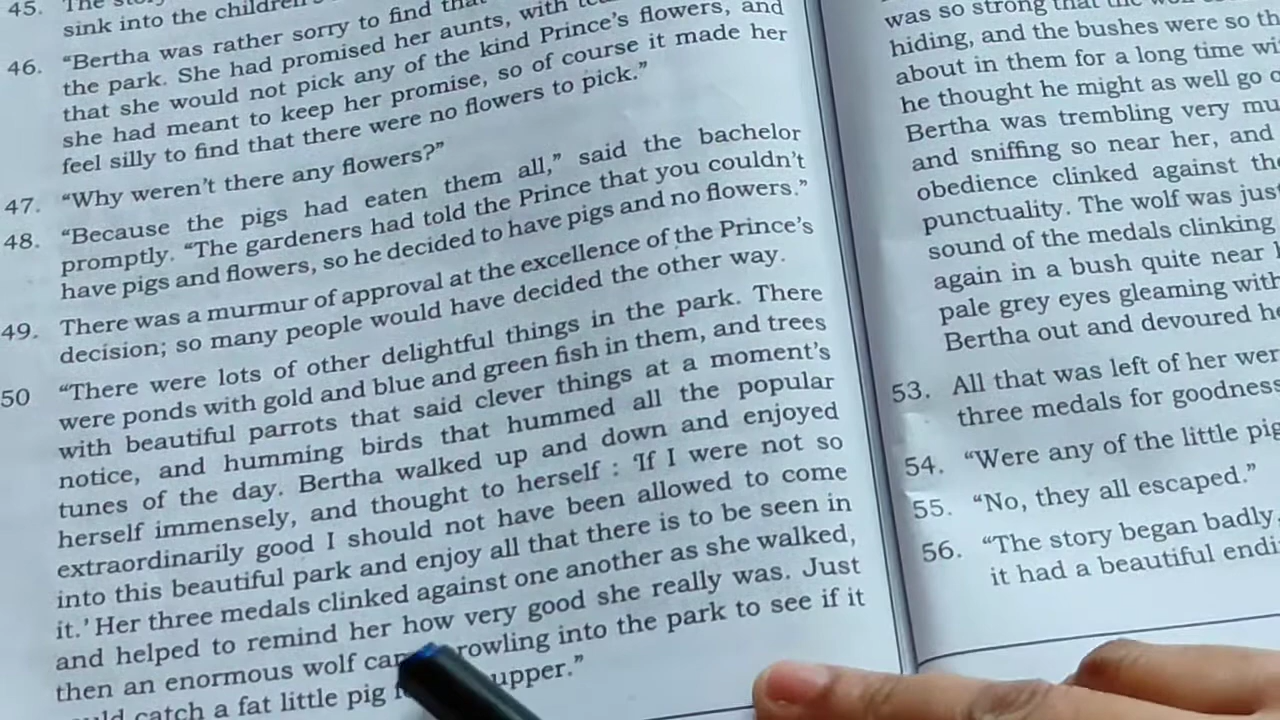 45. The
sink into the children's
46. "Bertha was rather sorry to find that
the park. She had promised her aunts, with
that she would not pick any of the kind Prince's flowers, and
she had meant to keep her promise, so of course it made her
feel silly to find that there were no flowers to pick."
47. "Why weren't there any flowers?"
48. "Because the pigs had eaten them all," said the bachelor
promptly. "The gardeners had told the Prince that you couldn't
have pigs and flowers, so he decided to have pigs and no flowers."
49. There was a murmur of approval at the excellence of the Prince's
decision; so many people would have decided the other way.
50 "There were lots of other delightful things in the park. There
were ponds with gold and blue and green fish in them, and trees
with beautiful parrots that said clever things at a moment's
notice, and humming birds that hummed all the popular
tunes of the day. Bertha walked up and down and enjoyed
herself immensely, and thought to herself : 'If I were not so
extraordinarily good I should not have been allowed to come
into this beautiful park and enjoy all that there is to be seen in
it.' Her three medals clinked against one another as she walked,
and helped to remind her how very good she really was. Just
then an enormous wolf rowling into the park to see if it
catch a fat little pig upper."
was so strong that the
hiding, and the bushes were so th
about in them for a long time wi
he thought he might as well go o
Bertha was trembling very mu
and sniffing so near her, and
obedience clinked against the
punctuality. The wolf was jus
sound of the medals clinking
again in a bush quite near
pale grey eyes gleaming with
Bertha out and devoured he
53. All that was left of her wer
three medals for goodness
54. "Were any of the little pig
55. "No, they all escaped."
56. "The story began badly,
it had a beautiful endi